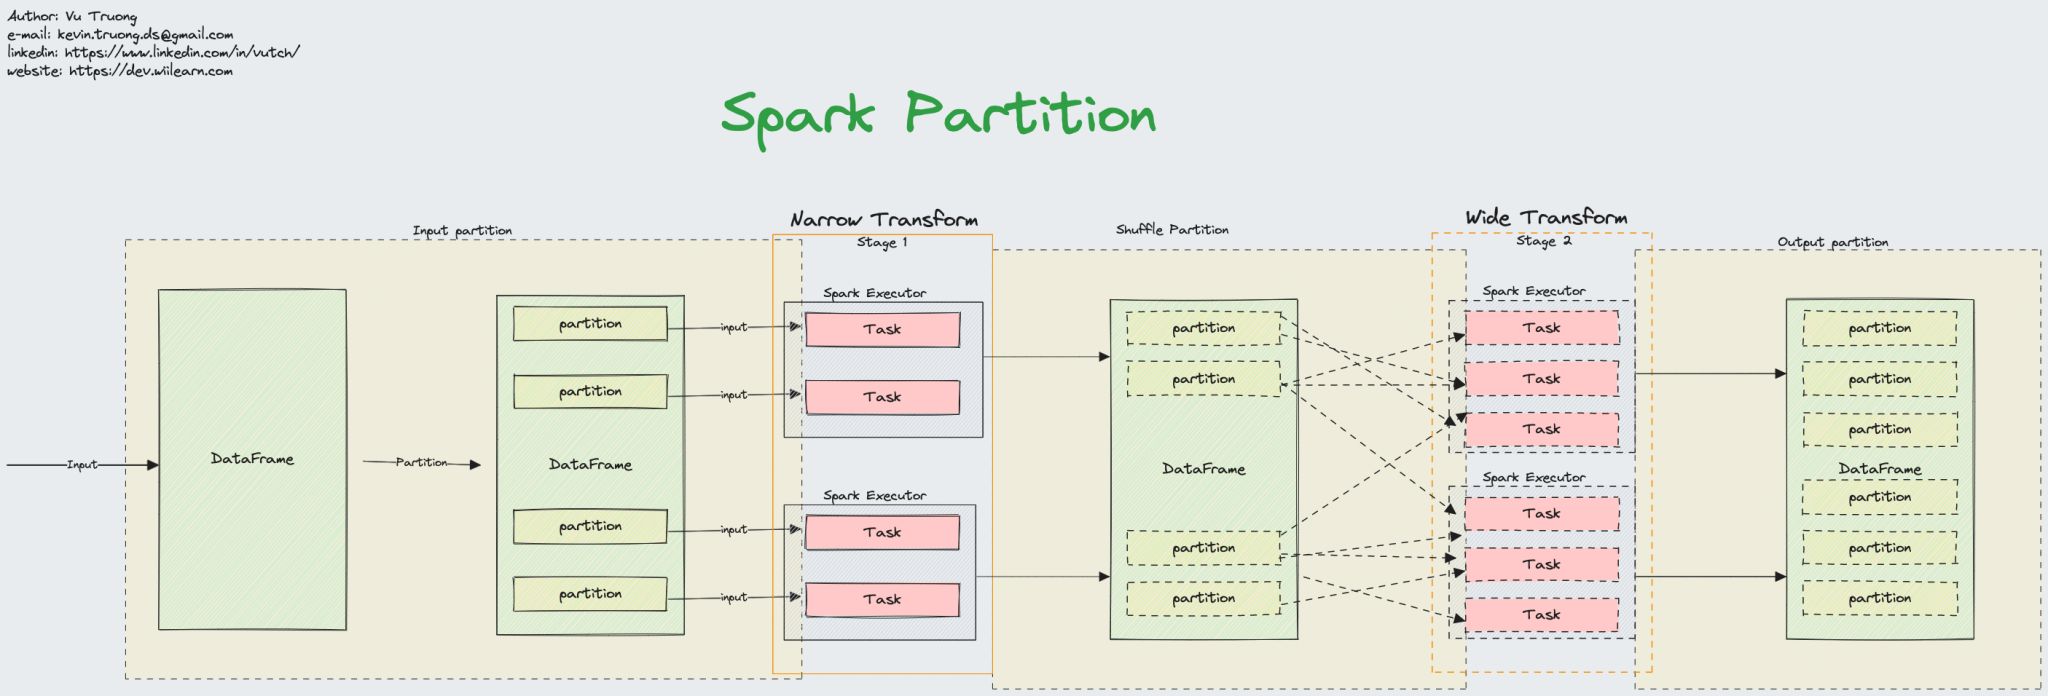 Author: Vu Truong
e-mail: kevin.truong.ds@gmail.com
linkedin: https://www.linkedin.com/in/vutch/
website: https://dev.wiilearn.com
Spark Partition
Input partition
Input
DataFrame
Partition
partition
partition
DataFrame
partition
partition
input
input
input
input
Narrow Transform
Stage 1
Spark Executor
Task
Task
Spark Executor
Task
Task
Shuffle Partition
partition
partition
DataFrame
partition
partition
Wide Transform
Stage 2
Spark Executor
Task
Task
Task
Spark Executor
Task
Task
Task
Output partition
partition
partition
partition
DataFrame
partition
partition
partition